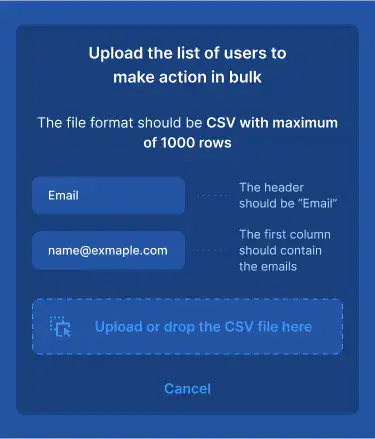 Upload the list of users to
make action in bulk
The file format should be CSV with maximum
of 1000 rows
Email
The header
should be "Email"
name@exmaple.com
The first column
should contain
the emails
Upload or drop the CSV file here
Cancel